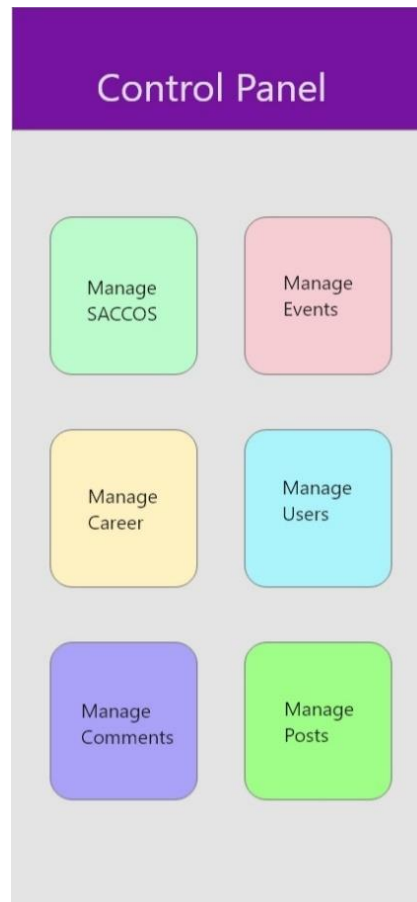 Control Panel
Manage
SACCOS
Manage
Events
Manage
Career
Manage
Users
Manage
Comments
Manage
Posts